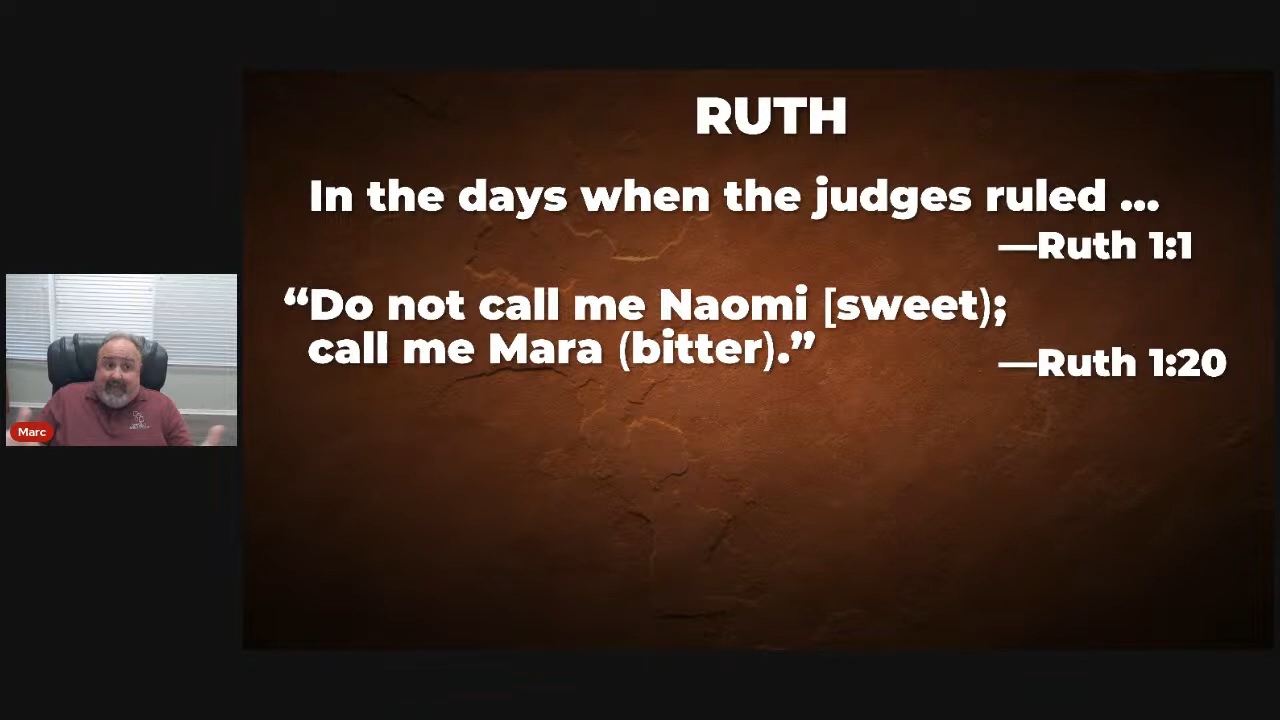 RUTH
In the days when the judges ruled ...
—Ruth 1:1
“Do not call me Naomi [sweet);
call me Mara (bitter).”
—Ruth 1:20
Marc